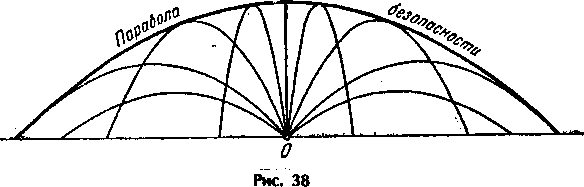 Парабола безопасности
О
Рис. 38